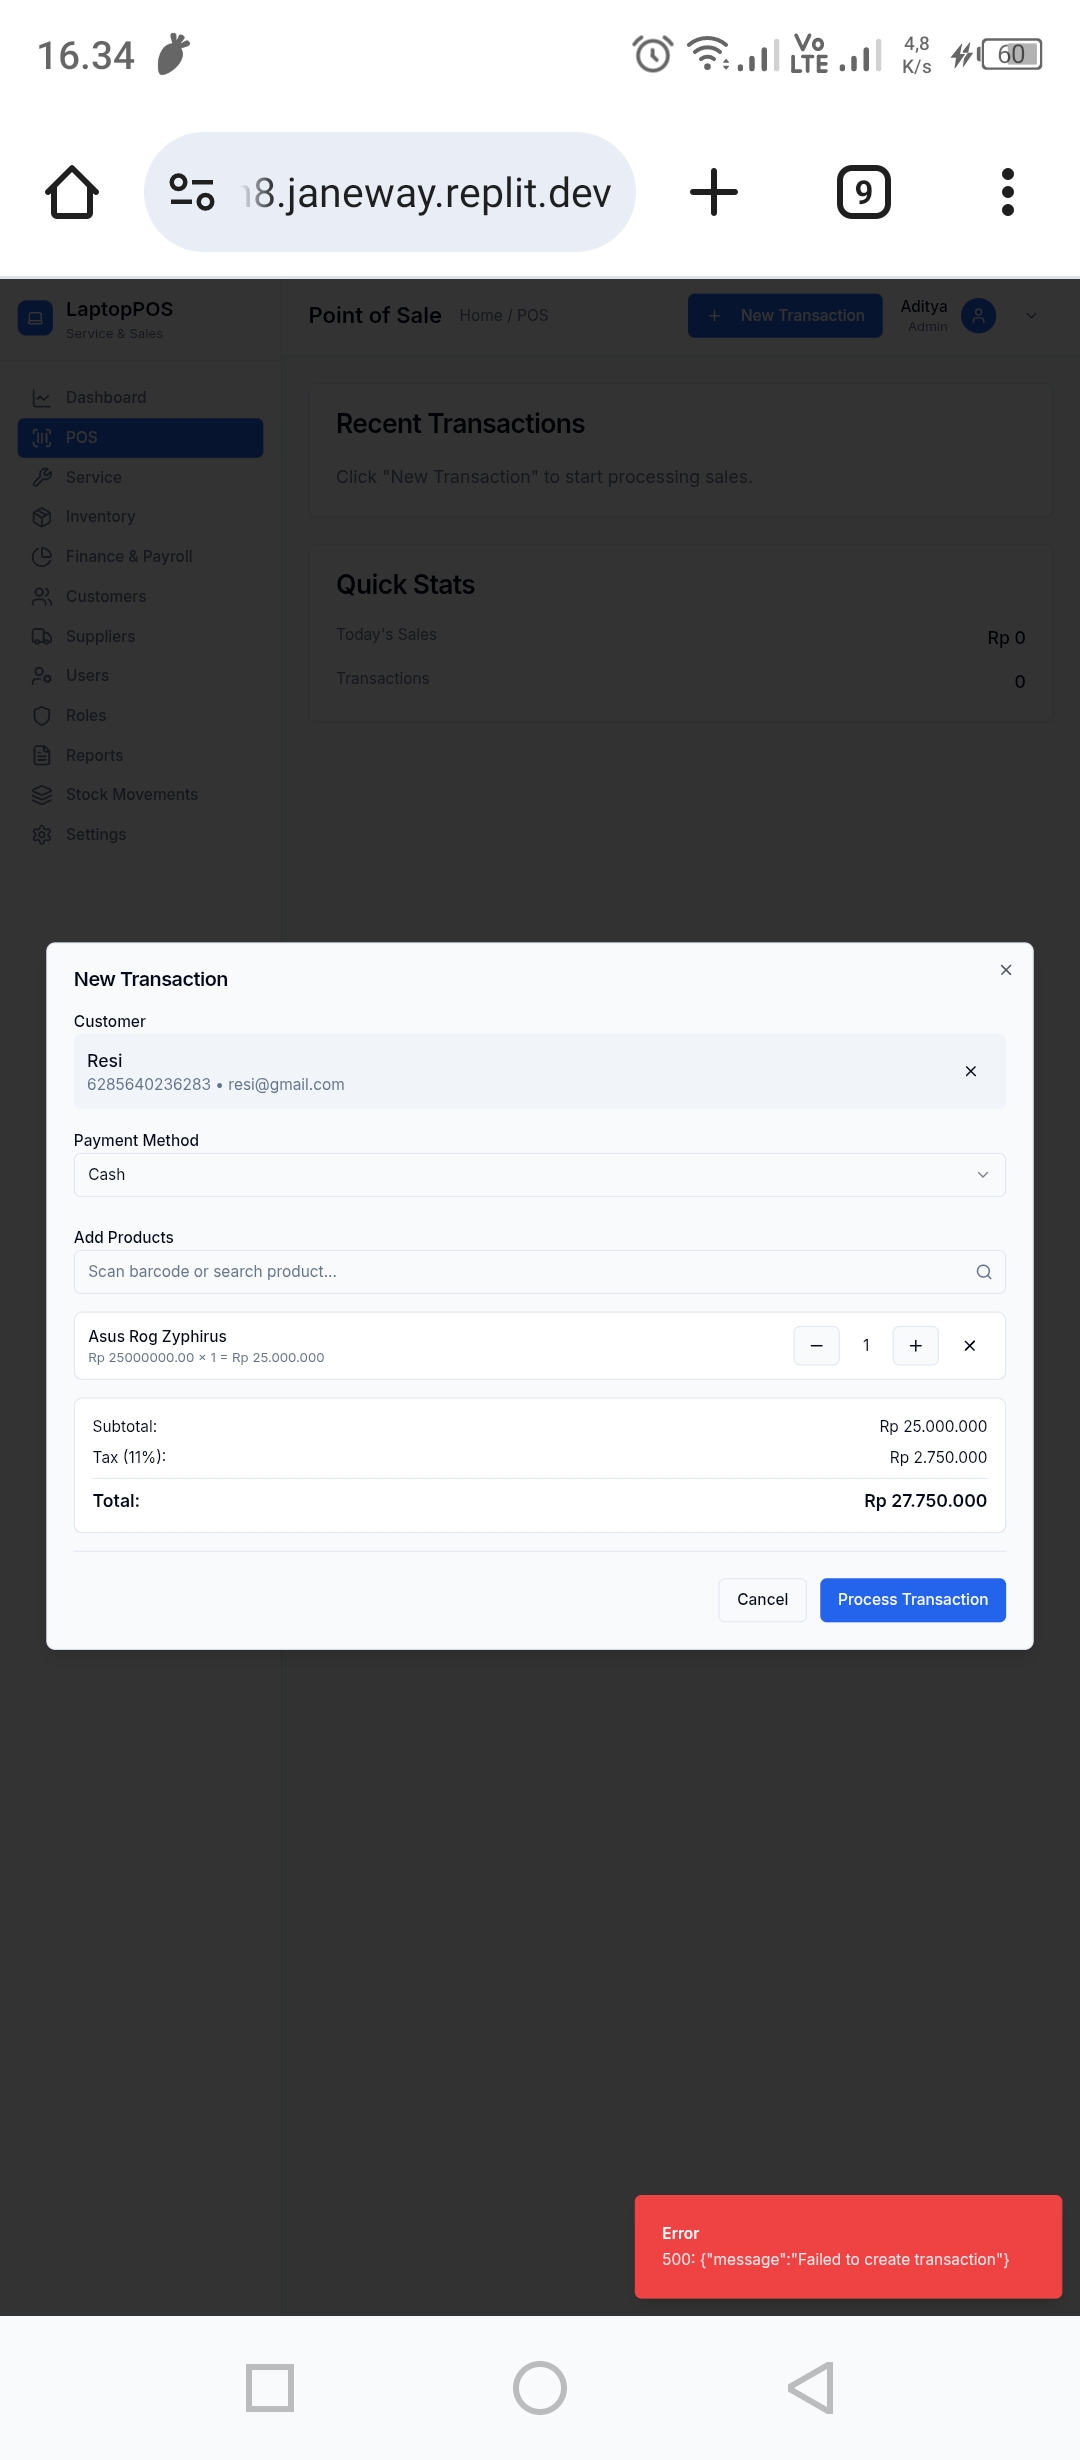 16.34
Vo LTE
4,8 K/s
60
8.janeway.replit.dev
9
LaptopPOS
Service & Sales
Point of Sale
Home / POS
New Transaction
Aditya
Admin
Dashboard
POS
Service
Inventory
Finance & Payroll
Customers
Suppliers
Users
Roles
Reports
Stock Movements
Settings
Recent Transactions
Click "New Transaction" to start processing sales.
Quick Stats
Today's Sales Rp 0
Transactions 0
New Transaction
Customer
Resi
6285640236283 • resi@gmail.com
Payment Method
Cash
Add Products
Scan barcode or search product...
Asus Rog Zyphirus
Rp 25000000.00 × 1 = Rp 25.000.000
1
Subtotal: Rp 25.000.000
Tax (11%): Rp 2.750.000
Total: Rp 27.750.000
Cancel
Process Transaction
Error
500: {"message":"Failed to create transaction"}